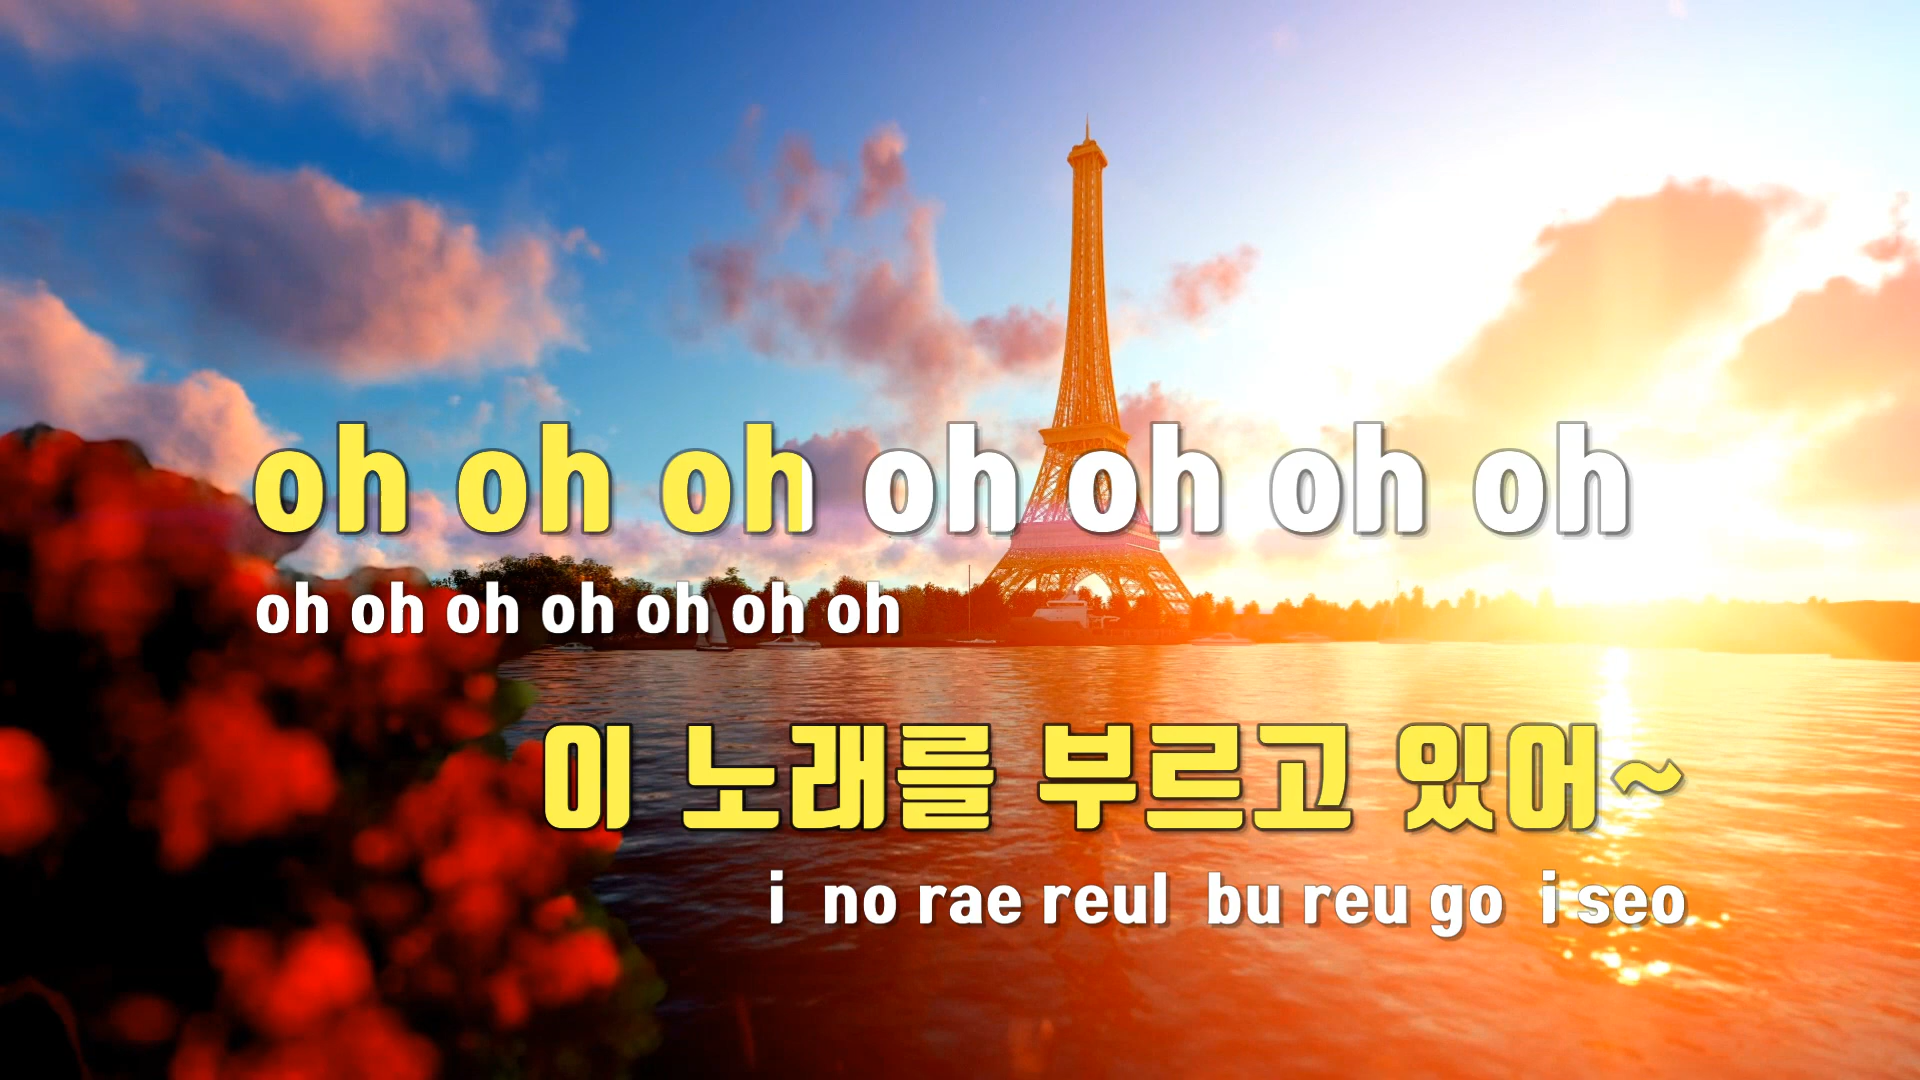 oh oh oh oh oh oh oh
oh oh oh oh oh oh oh
이 노래를 부르고 있어~
i no rae reul bu reu go i seo